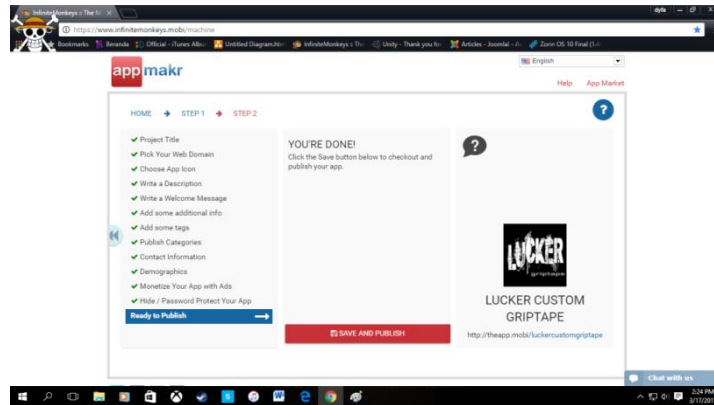 InfiniteMonkeys :: The M
dyta
https://www.infinitemonkeys.mobi/machine
Bookmarks
Beranda
Official - iTunes Albu
Untitled Diagram.htm
InfiniteMonkeys :: Th
Unity - Thank you for
Articles - Joomla! - A
Zorin OS 10 Final (1.
appmakr
English
Help
App Market
HOME
STEP 1
STEP 2
?
Project Title
Pick Your Web Domain
Choose App Icon
Write a Description
Write a Welcome Message
Add some additional info
Add some tags
Publish Categories
Contact Information
Demographics
Monetize Your App with Ads
Hide / Password Protect Your App
Ready to Publish
YOU'RE DONE!
Click the Save button below to checkout and
publish your app.
SAVE AND PUBLISH
?
LUCKER
griptape
LUCKER CUSTOM
GRIPTAPE
http://theapp.mobi/luckercustomgriptape
Chat with us
2:24 PM
3/17/201